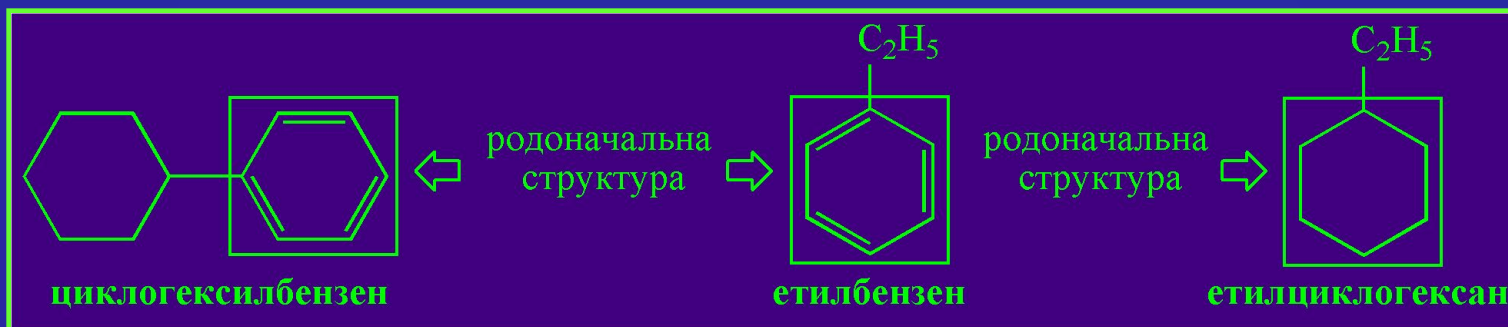 C₂H₅
C₂H₅
родоначальна
структура
родоначальна
структура
циклогексилбензен
етилбензен
етилциклогексан